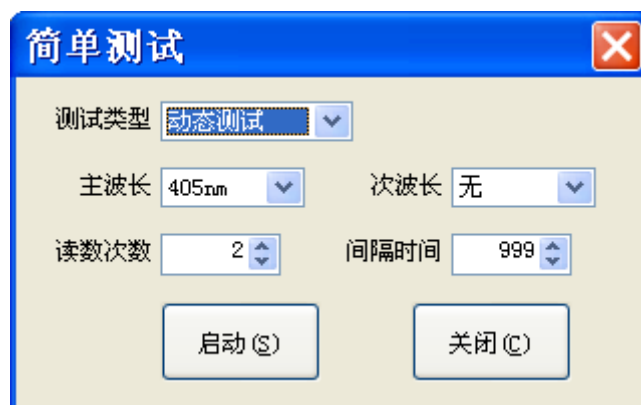 简单测试
测试类型 动态测试
主波长 405nm 次波长 无
读数次数 2 间隔时间 999
启动(S) 关闭(C)